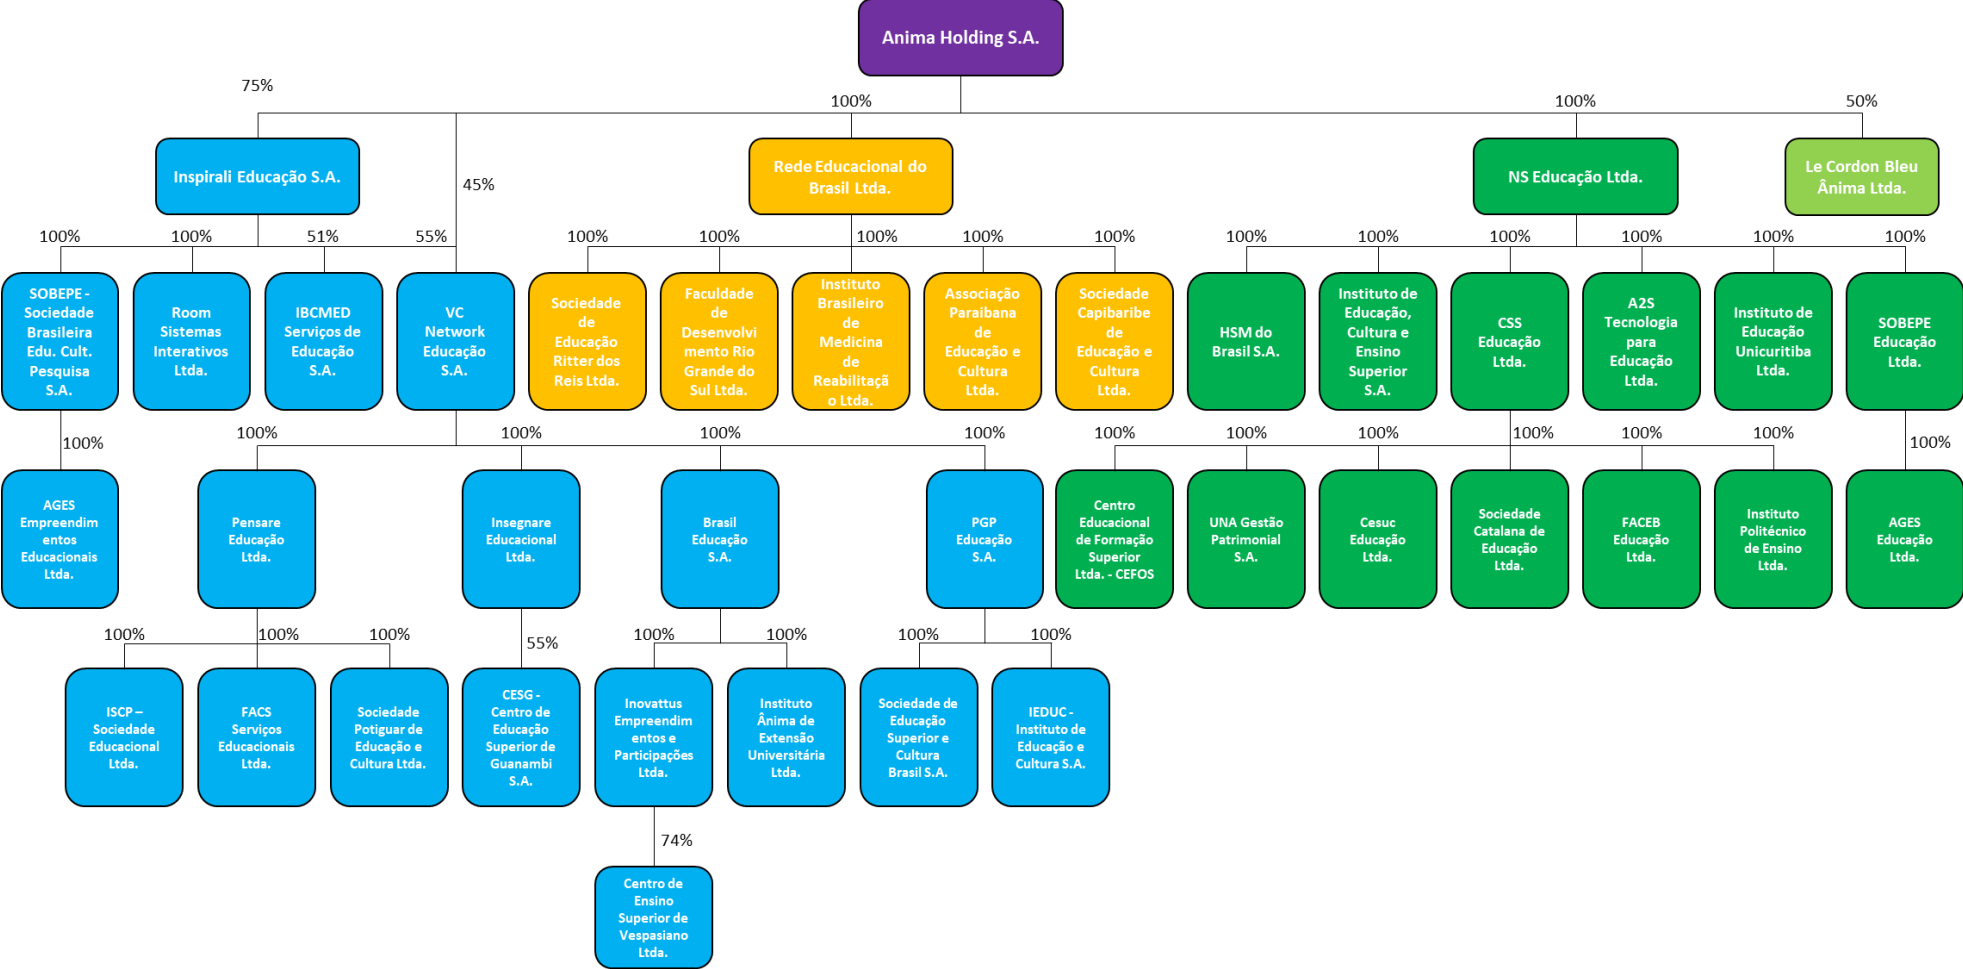 Anima Holding S.A.
75%
100%
100%
50%
Inspirali Educação S.A.
45%
Rede Educacional do
Brasil Ltda.
NS Educação Ltda.
Le Cordon Bleu
Ânima Ltda.
100%
100%
51%
55%
100%
100%
100%
100%
100%
100%
100%
100%
100%
100%
100%
SOBEPE -
Sociedade
Brasileira
Edu. Cult.
Pesquisa
S.A.
Room
Sistemas
Interativos
Ltda.
IBCMED
Serviços de
Educação
S.A.
VC
Network
Educação
S.A.
Sociedade
de
Educação
Ritter dos
Reis Ltda.
Faculdade
de
Desenvolvi
mento Rio
Grande do
Sul Ltda.
Instituto
Brasileiro
de
Medicina
de
Reabilitaçã
o Ltda.
Associação
Paraibana
de
Educação e
Cultura
Ltda.
Sociedade
Capibaribe
de
Educação e
Cultura
Ltda.
HSM do
Brasil S.A.
Instituto de
Educação,
Cultura e
Ensino
Superior
S.A.
CSS
Educação
Ltda.
A2S
Tecnologia
para
Educação
Ltda.
Instituto de
Educação
Unicuritiba
Ltda.
SOBEPE
Educação
Ltda.
100%
100%
100%
100%
100%
100%
100%
100%
100%
100%
100%
100%
AGES
Empreendim
entos
Educacionais
Ltda.
Pensare
Educação
Ltda.
Insegnare
Educacional
Ltda.
Brasil
Educação
S.A.
PGP
Educação
S.A.
Centro
Educacional
de Formação
Superior
Ltda. - CEFOS
UNA Gestão
Patrimonial
S.A.
Cesuc
Educação
Ltda.
Sociedade
Catalana de
Educação
Ltda.
FACEB
Educação
Ltda.
Instituto
Politécnico
de Ensino
Ltda.
AGES
Educação
Ltda.
100%
100%
100%
55%
100%
100%
100%
100%
ISCP –
Sociedade
Educacional
Ltda.
FACS
Serviços
Educacionais
Ltda.
Sociedade
Potiguar de
Educação e
Cultura Ltda.
CESG -
Centro de
Educação
Superior de
Guanambi
S.A.
Inovattus
Empreendim
entos e
Participações
Ltda.
Instituto
Ânima de
Extensão
Universitária
Ltda.
Sociedade de
Educação
Superior e
Cultura
Brasil S.A.
IEDUC -
Instituto de
Educação e
Cultura S.A.
74%
Centro de
Ensino
Superior de
Vespasiano
Ltda.